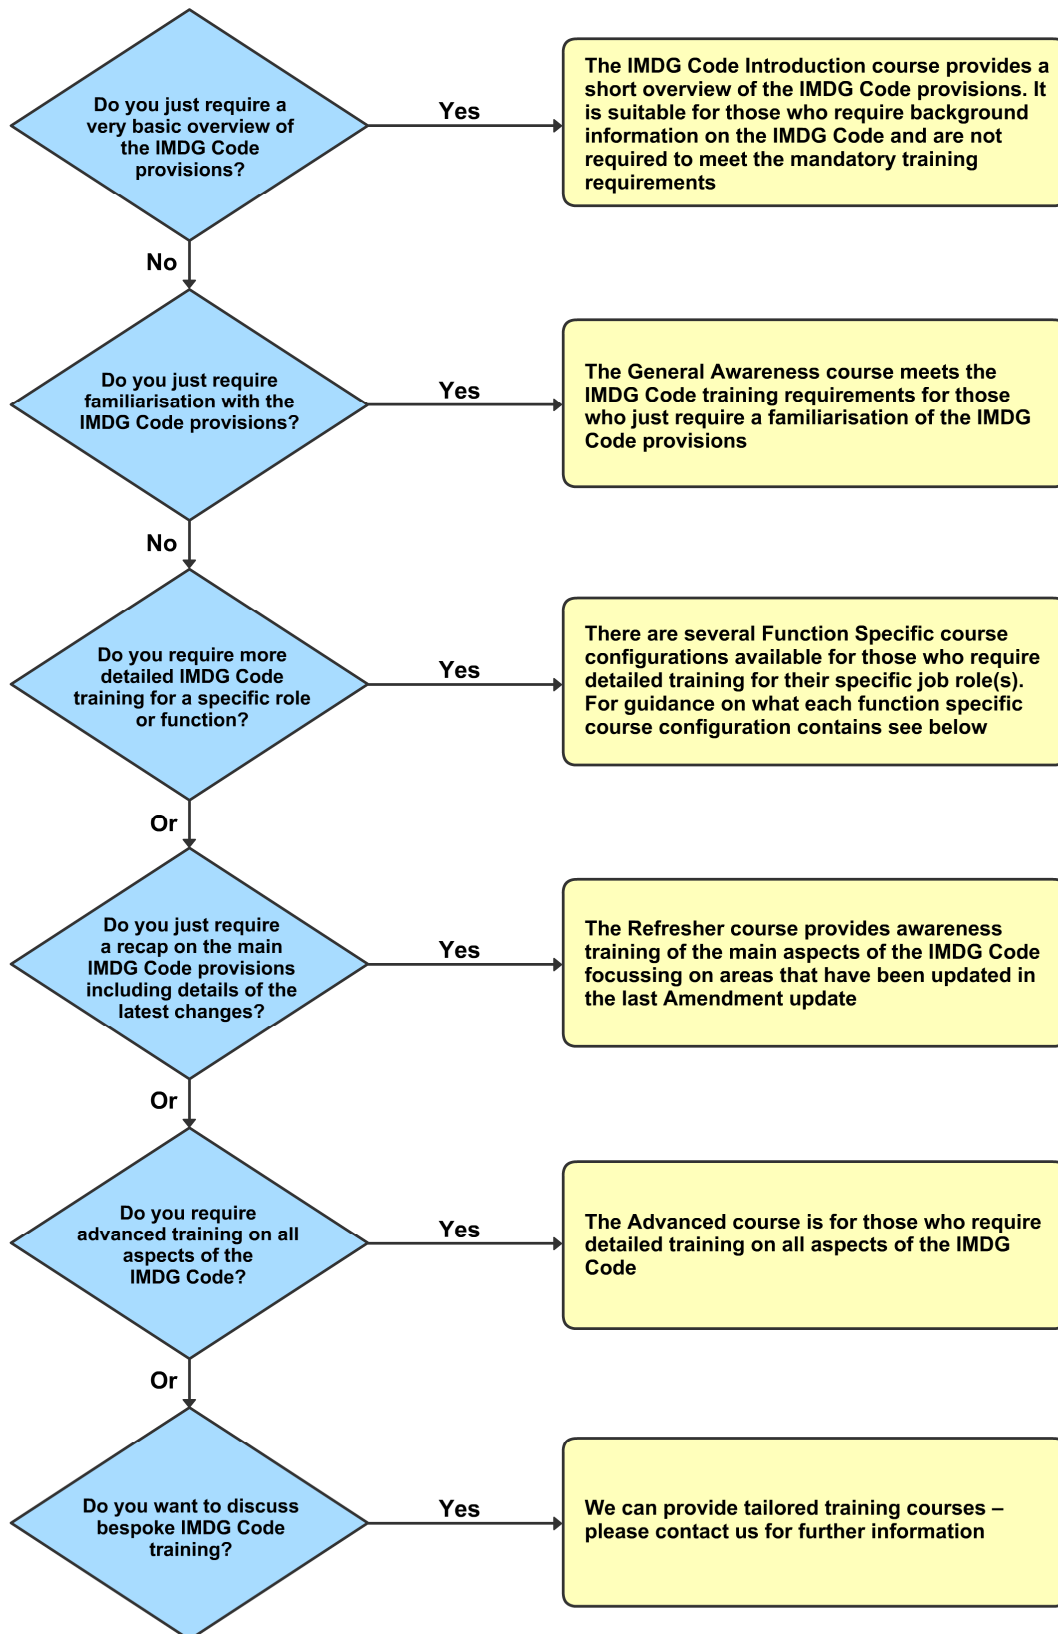 Do you just require a
very basic overview of
the IMDG Code
provisions?
Yes
The IMDG Code Introduction course provides a
short overview of the IMDG Code provisions. It
is suitable for those who require background
information on the IMDG Code and are not
required to meet the mandatory training
requirements
No
Do you just require
familiarisation with the
IMDG Code provisions?
Yes
The General Awareness course meets the
IMDG Code training requirements for those
who just require a familiarisation of the IMDG
Code provisions
No
Do you require more
detailed IMDG Code
training for a specific role
or function?
Yes
There are several Function Specific course
configurations available for those who require
detailed training for their specific job role(s).
For guidance on what each function specific
course configuration contains see below
Or
Do you just require
a recap on the main
IMDG Code provisions
including details of the
latest changes?
Yes
The Refresher course provides awareness
training of the main aspects of the IMDG Code
focussing on areas that have been updated in
the last Amendment update
Or
Do you require
advanced training on all
aspects of the
IMDG Code?
Yes
The Advanced course is for those who require
detailed training on all aspects of the IMDG
Code
Or
Do you want to discuss
bespoke IMDG Code
training?
Yes
We can provide tailored training courses –
please contact us for further information